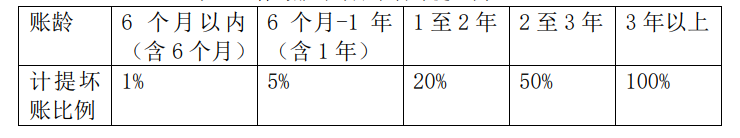 账龄 6 个月以内（含 6 个月） 6 个月-1 年（含 1 年） 1 至 2 年 2 至 3 年 3 年以上
计提坏账比例 1% 5% 20% 50% 100%